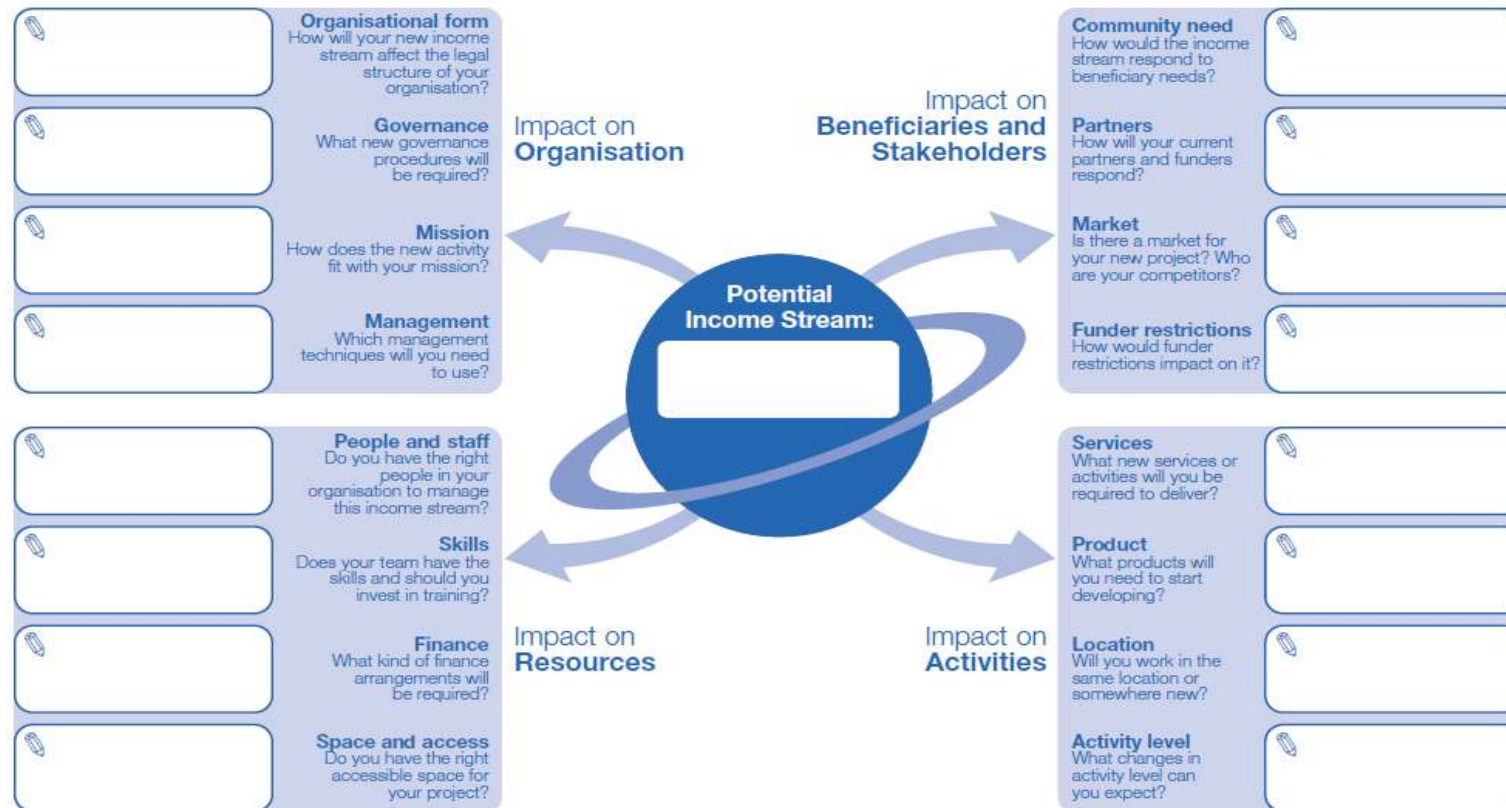 Organisational form
How will your new income
stream affect the legal
structure of your
organisation?
Governance
What new governance
procedures will
be required?
Mission
How does the new activity
fit with your mission?
Management
Which management
techniques will you need
to use?
Impact on
Organisation
Impact on
Beneficiaries and
Stakeholders
Community need
How would the income
stream respond to
beneficiary needs?
Partners
How will your current
partners and funders
respond?
Market
Is there a market for
your new project? Who
are your competitors?
Funder restrictions
How would funder
restrictions impact on it?
Potential
Income Stream:
People and staff
Do you have the right
people in your
organisation to manage
this income stream?
Skills
Does your team have the
skills and should you
invest in training?
Finance
What kind of finance
arrangements will
be required?
Space and access
Do you have the right
accessible space for
your project?
Impact on
Resources
Impact on
Activities
Services
What new services or
activities will you be
required to deliver?
Product
What products will
you need to start
developing?
Location
Will you work in the
same location or
somewhere new?
Activity level
What changes in
activity level can
you expect?